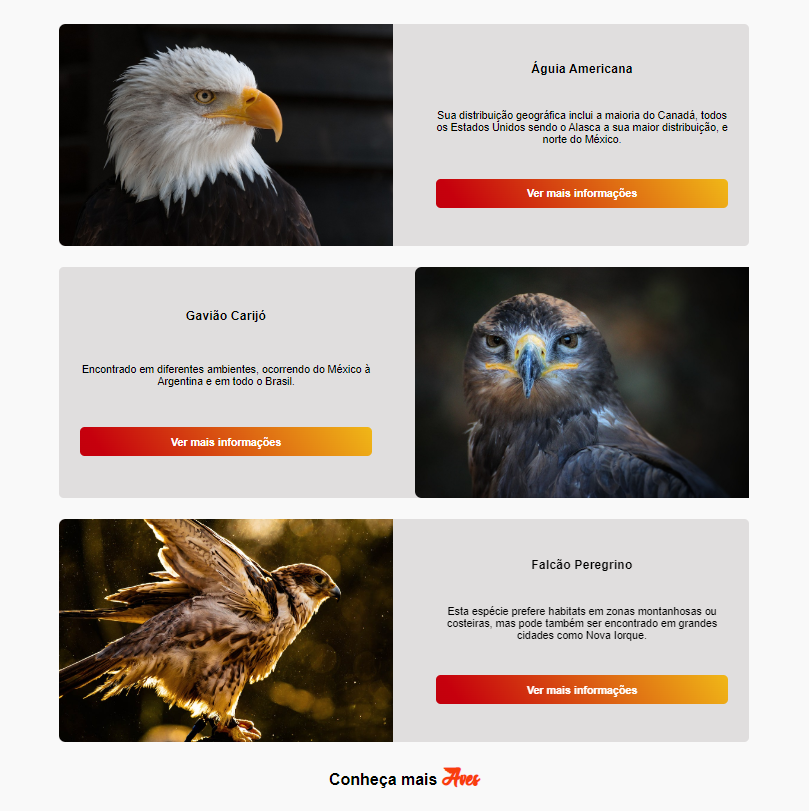 Águia Americana
Sua distribuição geográfica inclui a maioria do Canadá, todos
os Estados Unidos sendo o Alasca a sua maior distribuição, e
norte do México.
Ver mais informações
Gavião Carijó
Encontrado em diferentes ambientes, ocorrendo do México à
Argentina e em todo o Brasil.
Ver mais informações
Falcão Peregrino
Esta espécie prefere habitats em zonas montanhosas ou
costeiras, mas pode também ser encontrado em grandes
cidades como Nova Iorque.
Ver mais informações
Conheça mais Aves